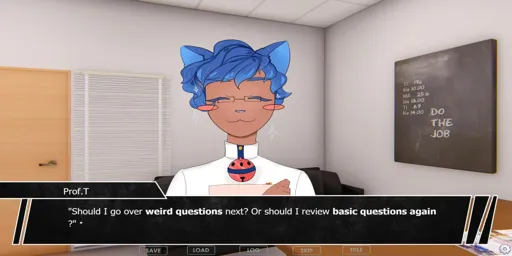 DO
THE
JOB
Prof.T
"Should I go over weird questions next? Or should I review basic questions again
?"
SAVE
LOAD
LOG
SKIP
TITLE